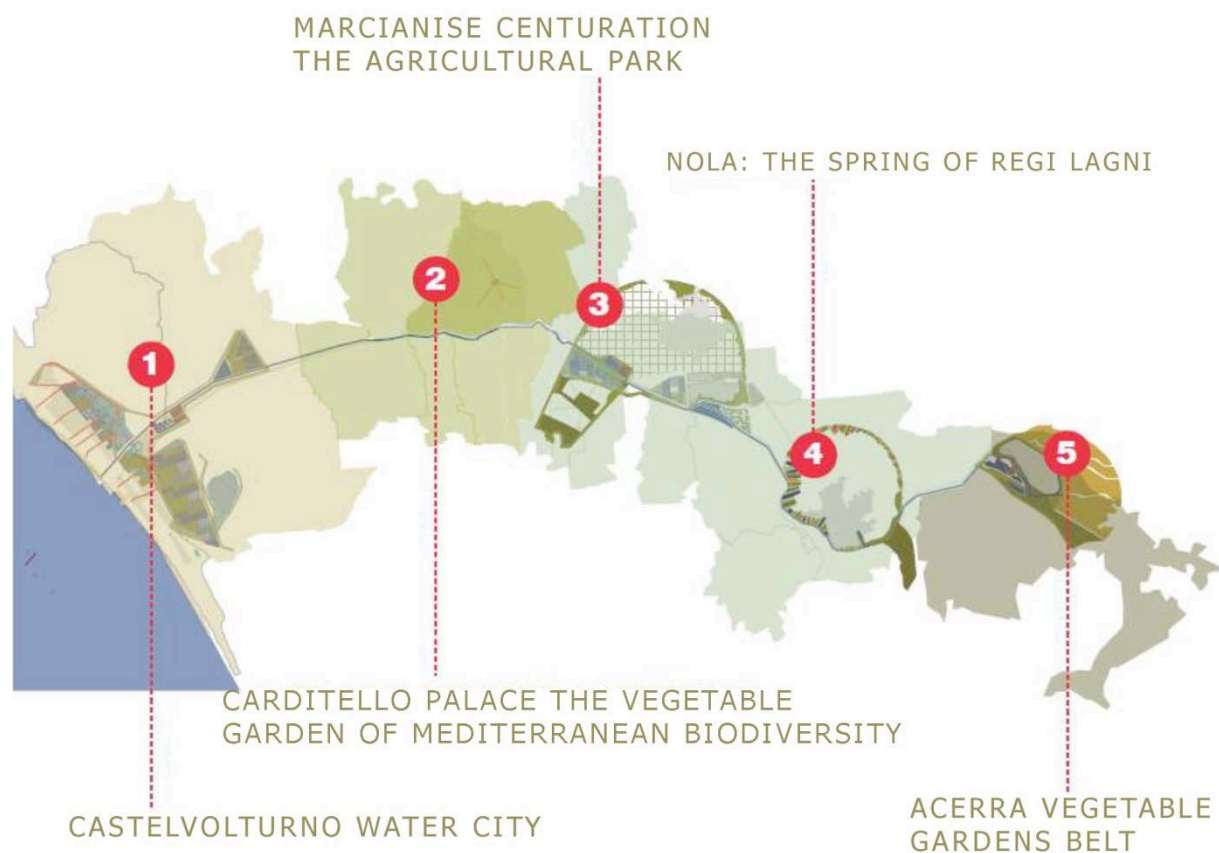 MARCIANISE CENTURATION
THE AGRICULTURAL PARK
NOLA: THE SPRING OF REGI LAGNI
2
3
1
4
5
CARDITELLO PALACE THE VEGETABLE
GARDEN OF MEDITERRANEAN BIODIVERSITY
CASTELVOLTURNO WATER CITY
ACERRA VEGETABLE
GARDENS BELT